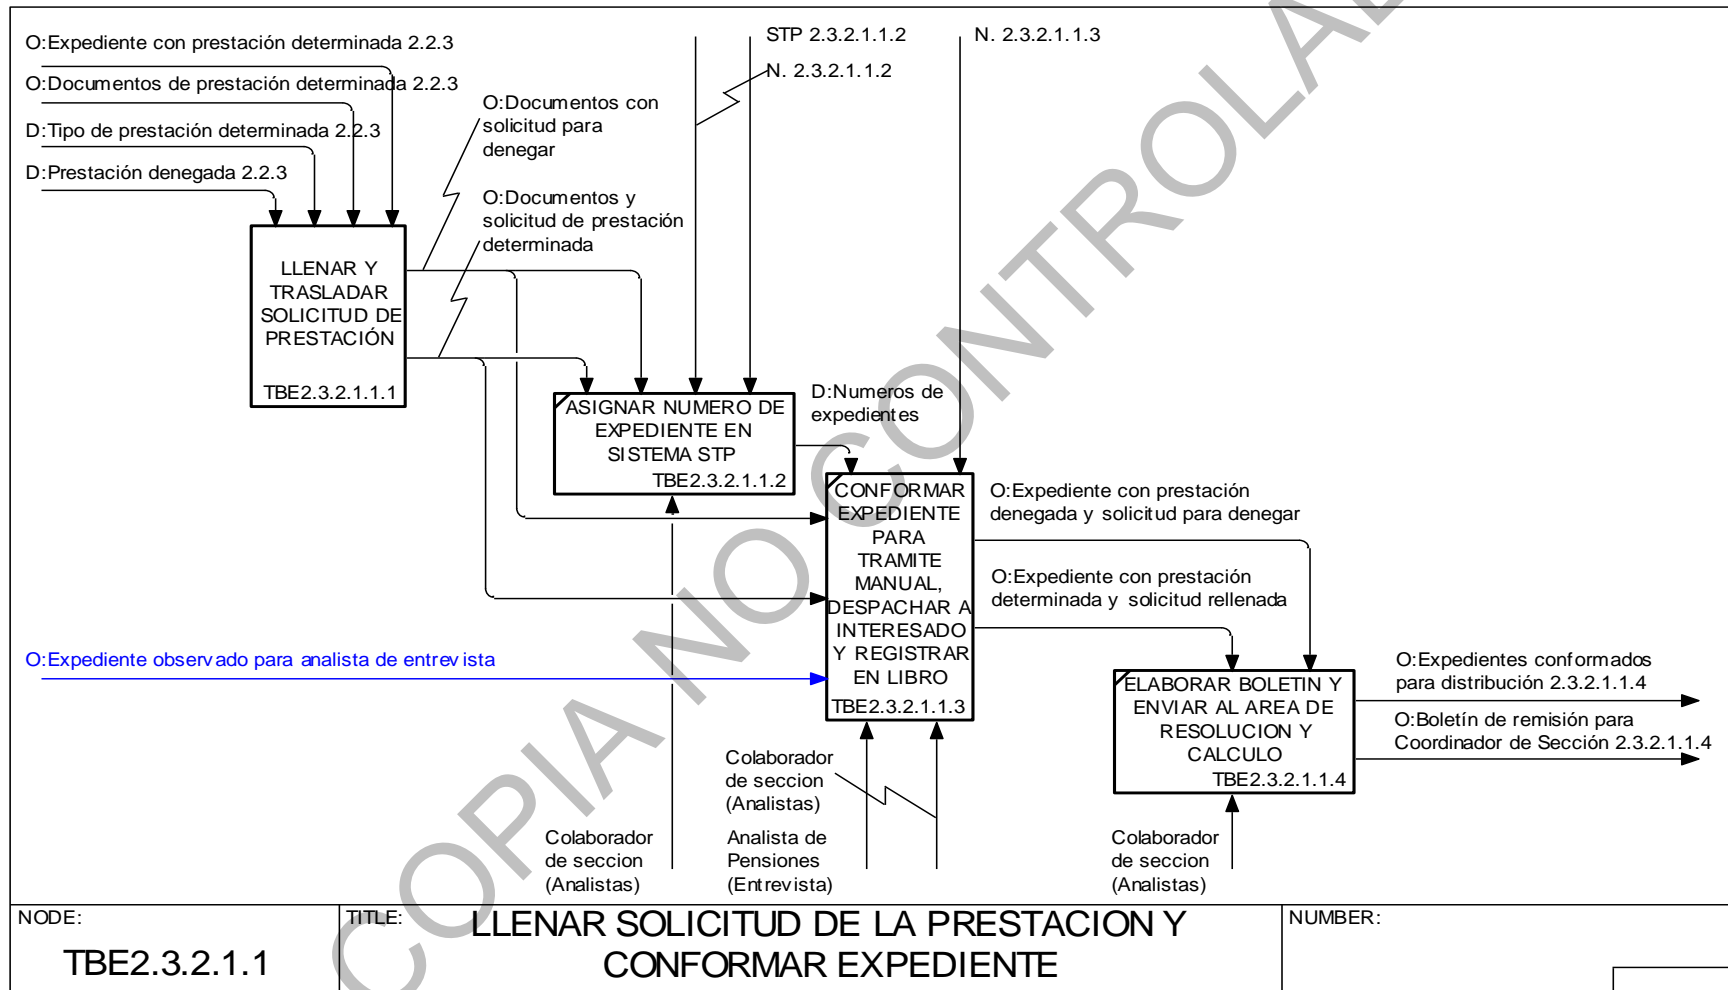 O:Expediente con prestación determinada 2.2.3
O:Documentos de prestación determinada 2.2.3
D:Tipo de prestación determinada 2.2.3
D:Prestación denegada 2.2.3
STP 2.3.2.1.1.2
N. 2.3.2.1.1.2
N. 2.3.2.1.1.3
O:Documentos con
solicitud para
denegar
O:Documentos y
solicitud de prestación
determinada
LLENAR Y
TRASLADAR
SOLICITUD DE
PRESTACIÓN
TBE2.3.2.1.1.1
ASIGNAR NUMERO DE
EXPEDIENTE EN
SISTEMA STP
TBE2.3.2.1.1.2
D:Numeros de
expedientes
CONFORMAR
EXPEDIENTE
PARA
TRAMITE
MANUAL,
DESPACHAR A
INTERESADO
Y REGISTRAR
EN LIBRO
TBE2.3.2.1.1.3
O:Expediente con prestación
denegada y solicitud para denegar
O:Expediente con prestación
determinada y solicitud rellenada
O:Expediente observado para analista de entrevista
ELABORAR BOLETIN Y
ENVIAR AL AREA DE
RESOLUCION Y
CALCULO
TBE2.3.2.1.1.4
O:Expedientes conformados
para distribución 2.3.2.1.1.4
O:Boletín de remisión para
Coordinador de Sección 2.3.2.1.1.4
Colaborador
de seccion
(Analistas)
Colaborador
de seccion
(Analistas)
Analista de
Pensiones
(Entrevista)
Colaborador
de seccion
(Analistas)
COPIA NO CONTROLA
NODE:
TBE2.3.2.1.1
TITLE:
LLENAR SOLICITUD DE LA PRESTACION Y
CONFORMAR EXPEDIENTE
NUMBER: